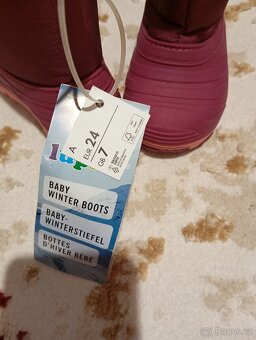 A
EUR 24
GB 7
lupilu
BABY
WINTER BOOTS
BABY-
WINTERSTIEFEL
BOTTES
D'HIVER BÉBÉ